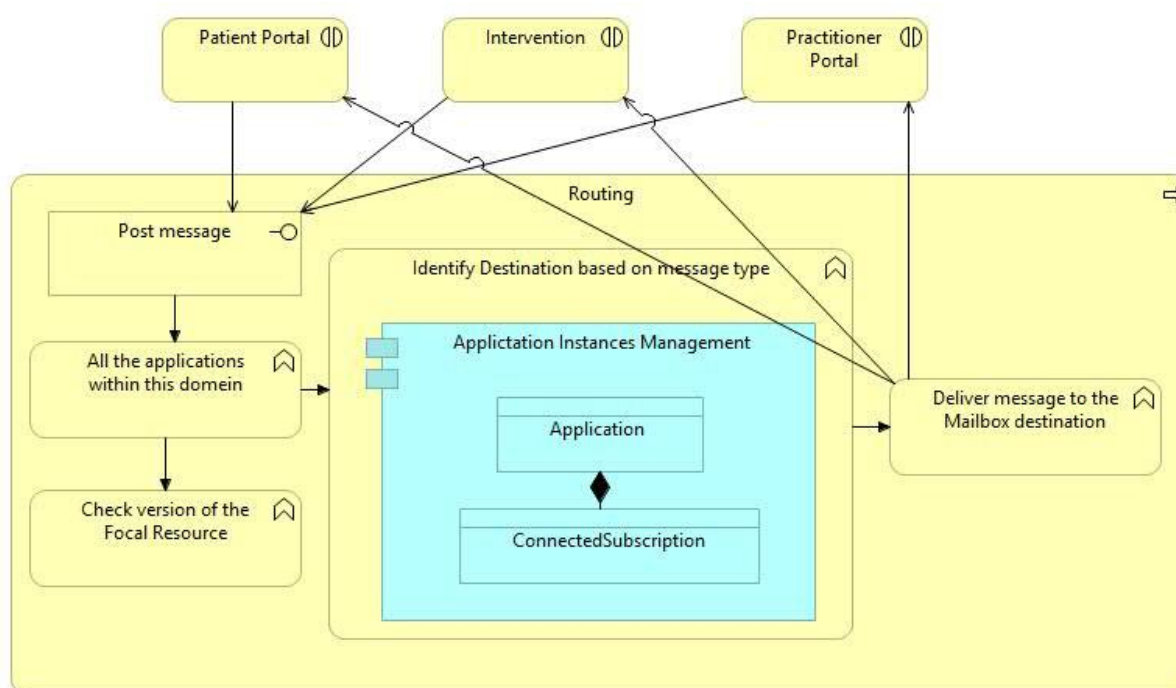 Patient Portal
Intervention
Practitioner
Portal
Routing
Post message
Identify Destination based on message type
Applictation Instances Management
All the applications
within this domein
Application
Deliver message to the
Mailbox destination
Check version of the
Focal Resource
ConnectedSubscription